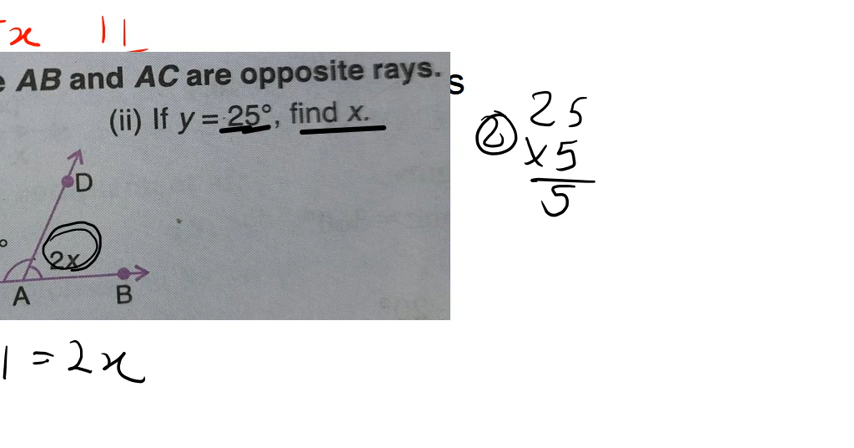 x 11
AB and AC are opposite rays.
s
(ii) If y = 25°, find x.
② 25
x5
5
D
°
2x
A
B
1 = 2x